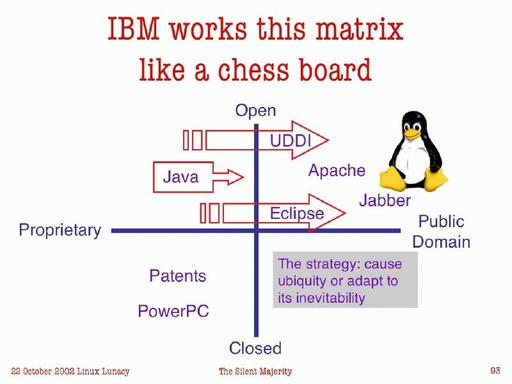 IBM works this matrix
like a chess board
Open
UDDI
Apache
Java
Jabber
Eclipse
Proprietary
Public
Domain
Patents
The strategy: cause
ubiquity or adapt to
its inevitability
PowerPC
Closed
22 October 2002 Linux Lunacy
The Silent Majority
93